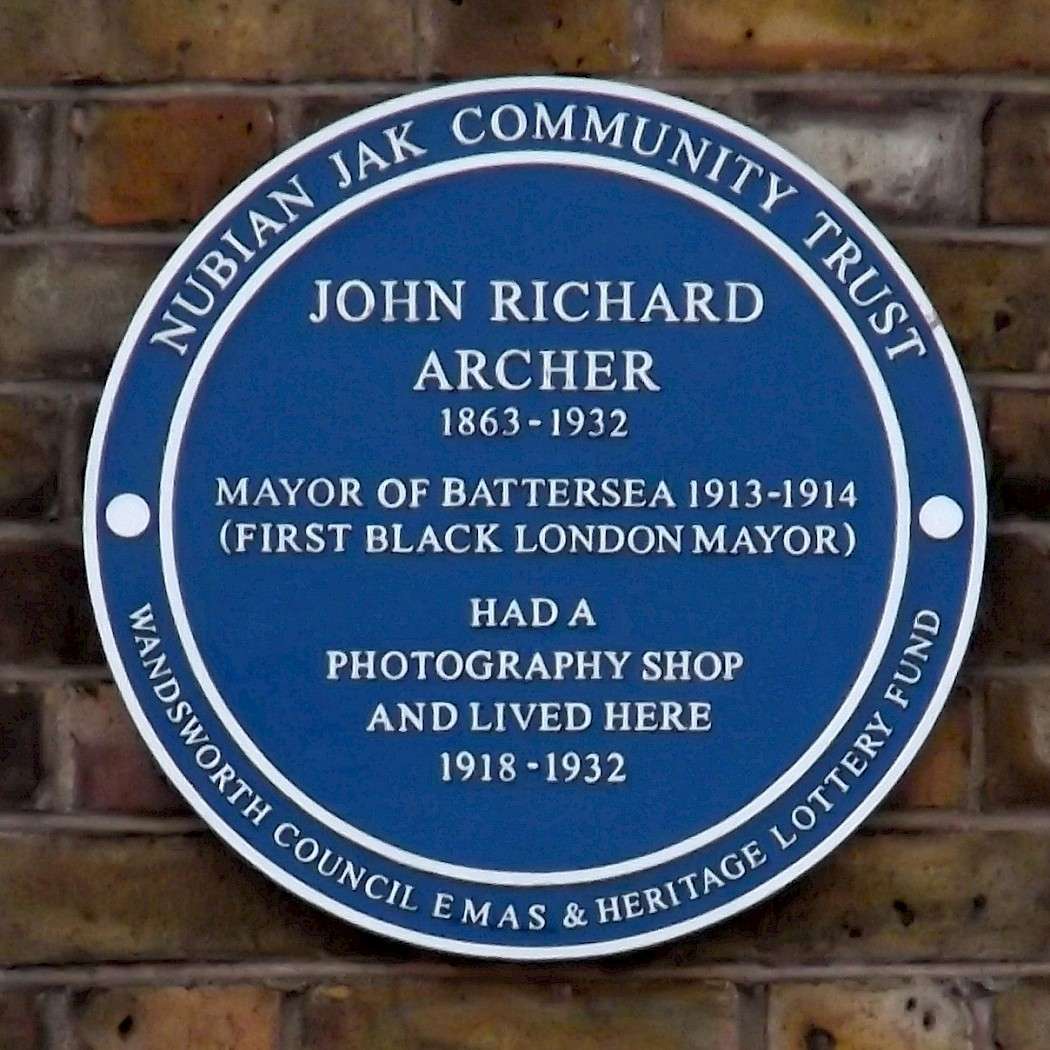 NUBIAN JAK COMMUNITY TRUST
JOHN RICHARD
ARCHER
1863-1932
MAYOR OF BATTERSEA 1913-1914
(FIRST BLACK LONDON MAYOR)
HAD A
PHOTOGRAPHY SHOP
AND LIVED HERE
1918-1932
WANDSWORTH COUNCIL EMAS & HERITAGE LOTTERY FUND